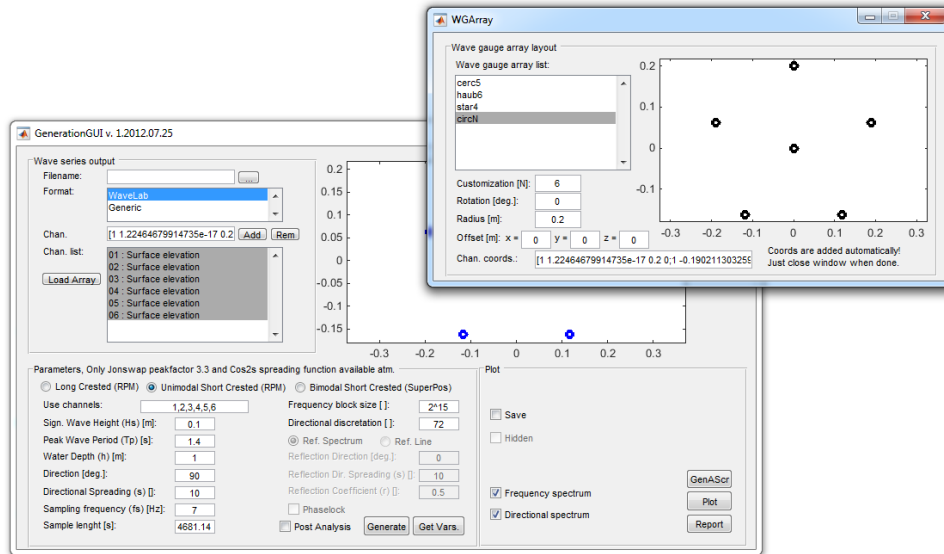 WGArray
Wave gauge array layout
Wave gauge array list:
cerc5
haub6
star4
circN
Customization [N]: 6
Rotation [deg.]: 0
Radius [m]: 0.2
Offset [m]: x = 0 y = 0 z = 0
Chan. coords.: [1 1.22464679914735e-17 0.2 0;1 -0.190211303259
0.2
0.1
0
-0.1
-0.3 -0.2 -0.1 0 0.1 0.2 0.3
Coords are added automatically!
Just close window when done.
GenerationGUI v. 1.2012.07.25
Wave series output
Filename: ...
Format: WaveLab
Generic
Chan. [1 1.22464679914735e-17 0.2 Add Rem
Chan. list: 01 : Surface elevation
02 : Surface elevation
Load Array 03 : Surface elevation
04 : Surface elevation
05 : Surface elevation
06 : Surface elevation
0.2
0.15
0.1
0.05
0
-0.05
-0.1
-0.15
-0.3 -0.2 -0.1 0 0.1 0.2 0.3
Parameters, Only Jonswap peakfactor 3.3 and Cos2s spreading function available atm.
Long Crested (RPM) Unimodal Short Crested (RPM) Bimodal Short Crested (SuperPos)
Use channels: 1,2,3,4,5,6
Sign. Wave Height (Hs) [m]: 0.1
Peak Wave Period (Tp) [s]: 1.4
Water Depth (h) [m]: 1
Direction [deg.]: 90
Directional Spreading (s) []: 10
Sampling frequency (fs) [Hz]: 7
Sample lenght [s]: 4681.14
Frequency block size [ ]: 2^15
Directional discretation [ ]: 72
Ref. Spectrum Ref. Line
Reflection Direction [deg.]: 0
Reflection Dir. Spreading (s) []: 10
Reflection Coefficient (r) []: 0.5
Phaselock
Post Analysis Generate Get Vars.
Plot
Save
Hidden
Frequency spectrum
Directional spectrum
GenAScr
Plot
Report